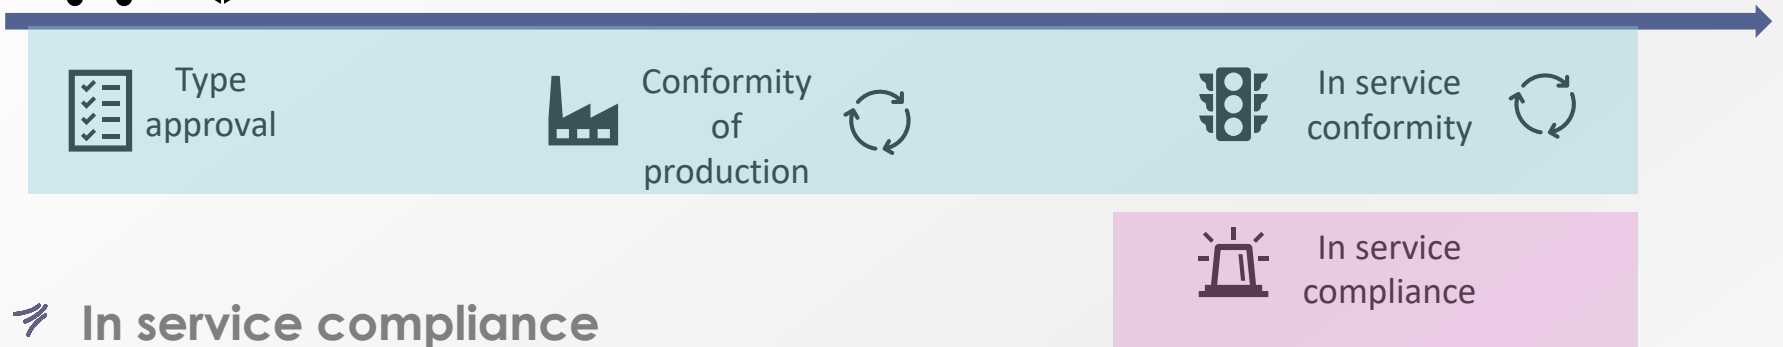 Type
approval
Conformity
of
production
In service
conformity
In service
compliance
In service compliance